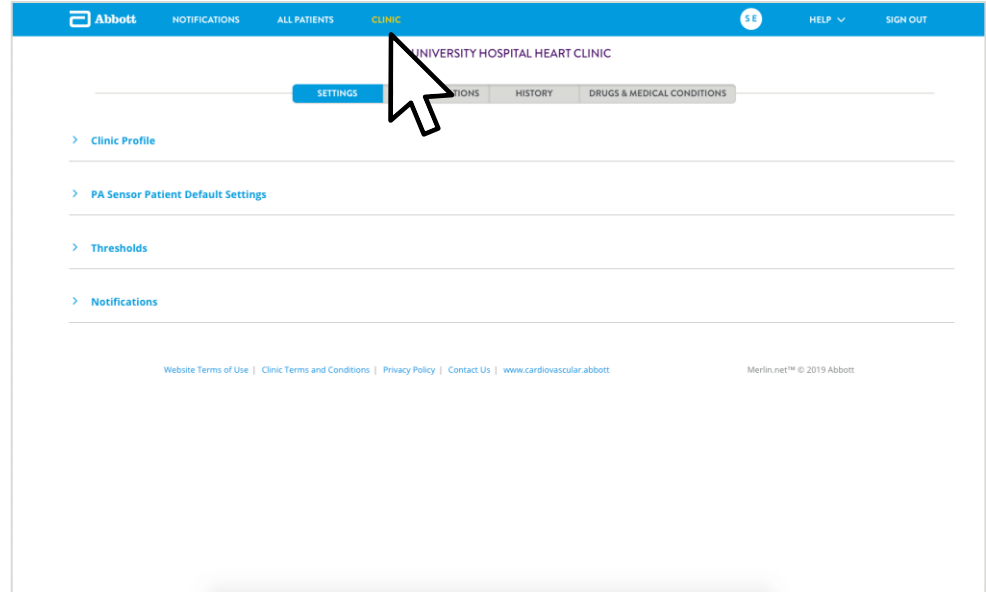 Abbott NOTIFICATIONS ALL PATIENTS CLINIC SE HELP SIGN OUT
UNIVERSITY HOSPITAL HEART CLINIC
SETTINGS HISTORY DRUGS & MEDICAL CONDITIONS
Clinic Profile
PA Sensor Patient Default Settings
Thresholds
Notifications
Website Terms of Use | Clinic Terms and Conditions | Privacy Policy | Contact Us | www.cardiovascular.abbott Merlin.net™ © 2019 Abbott